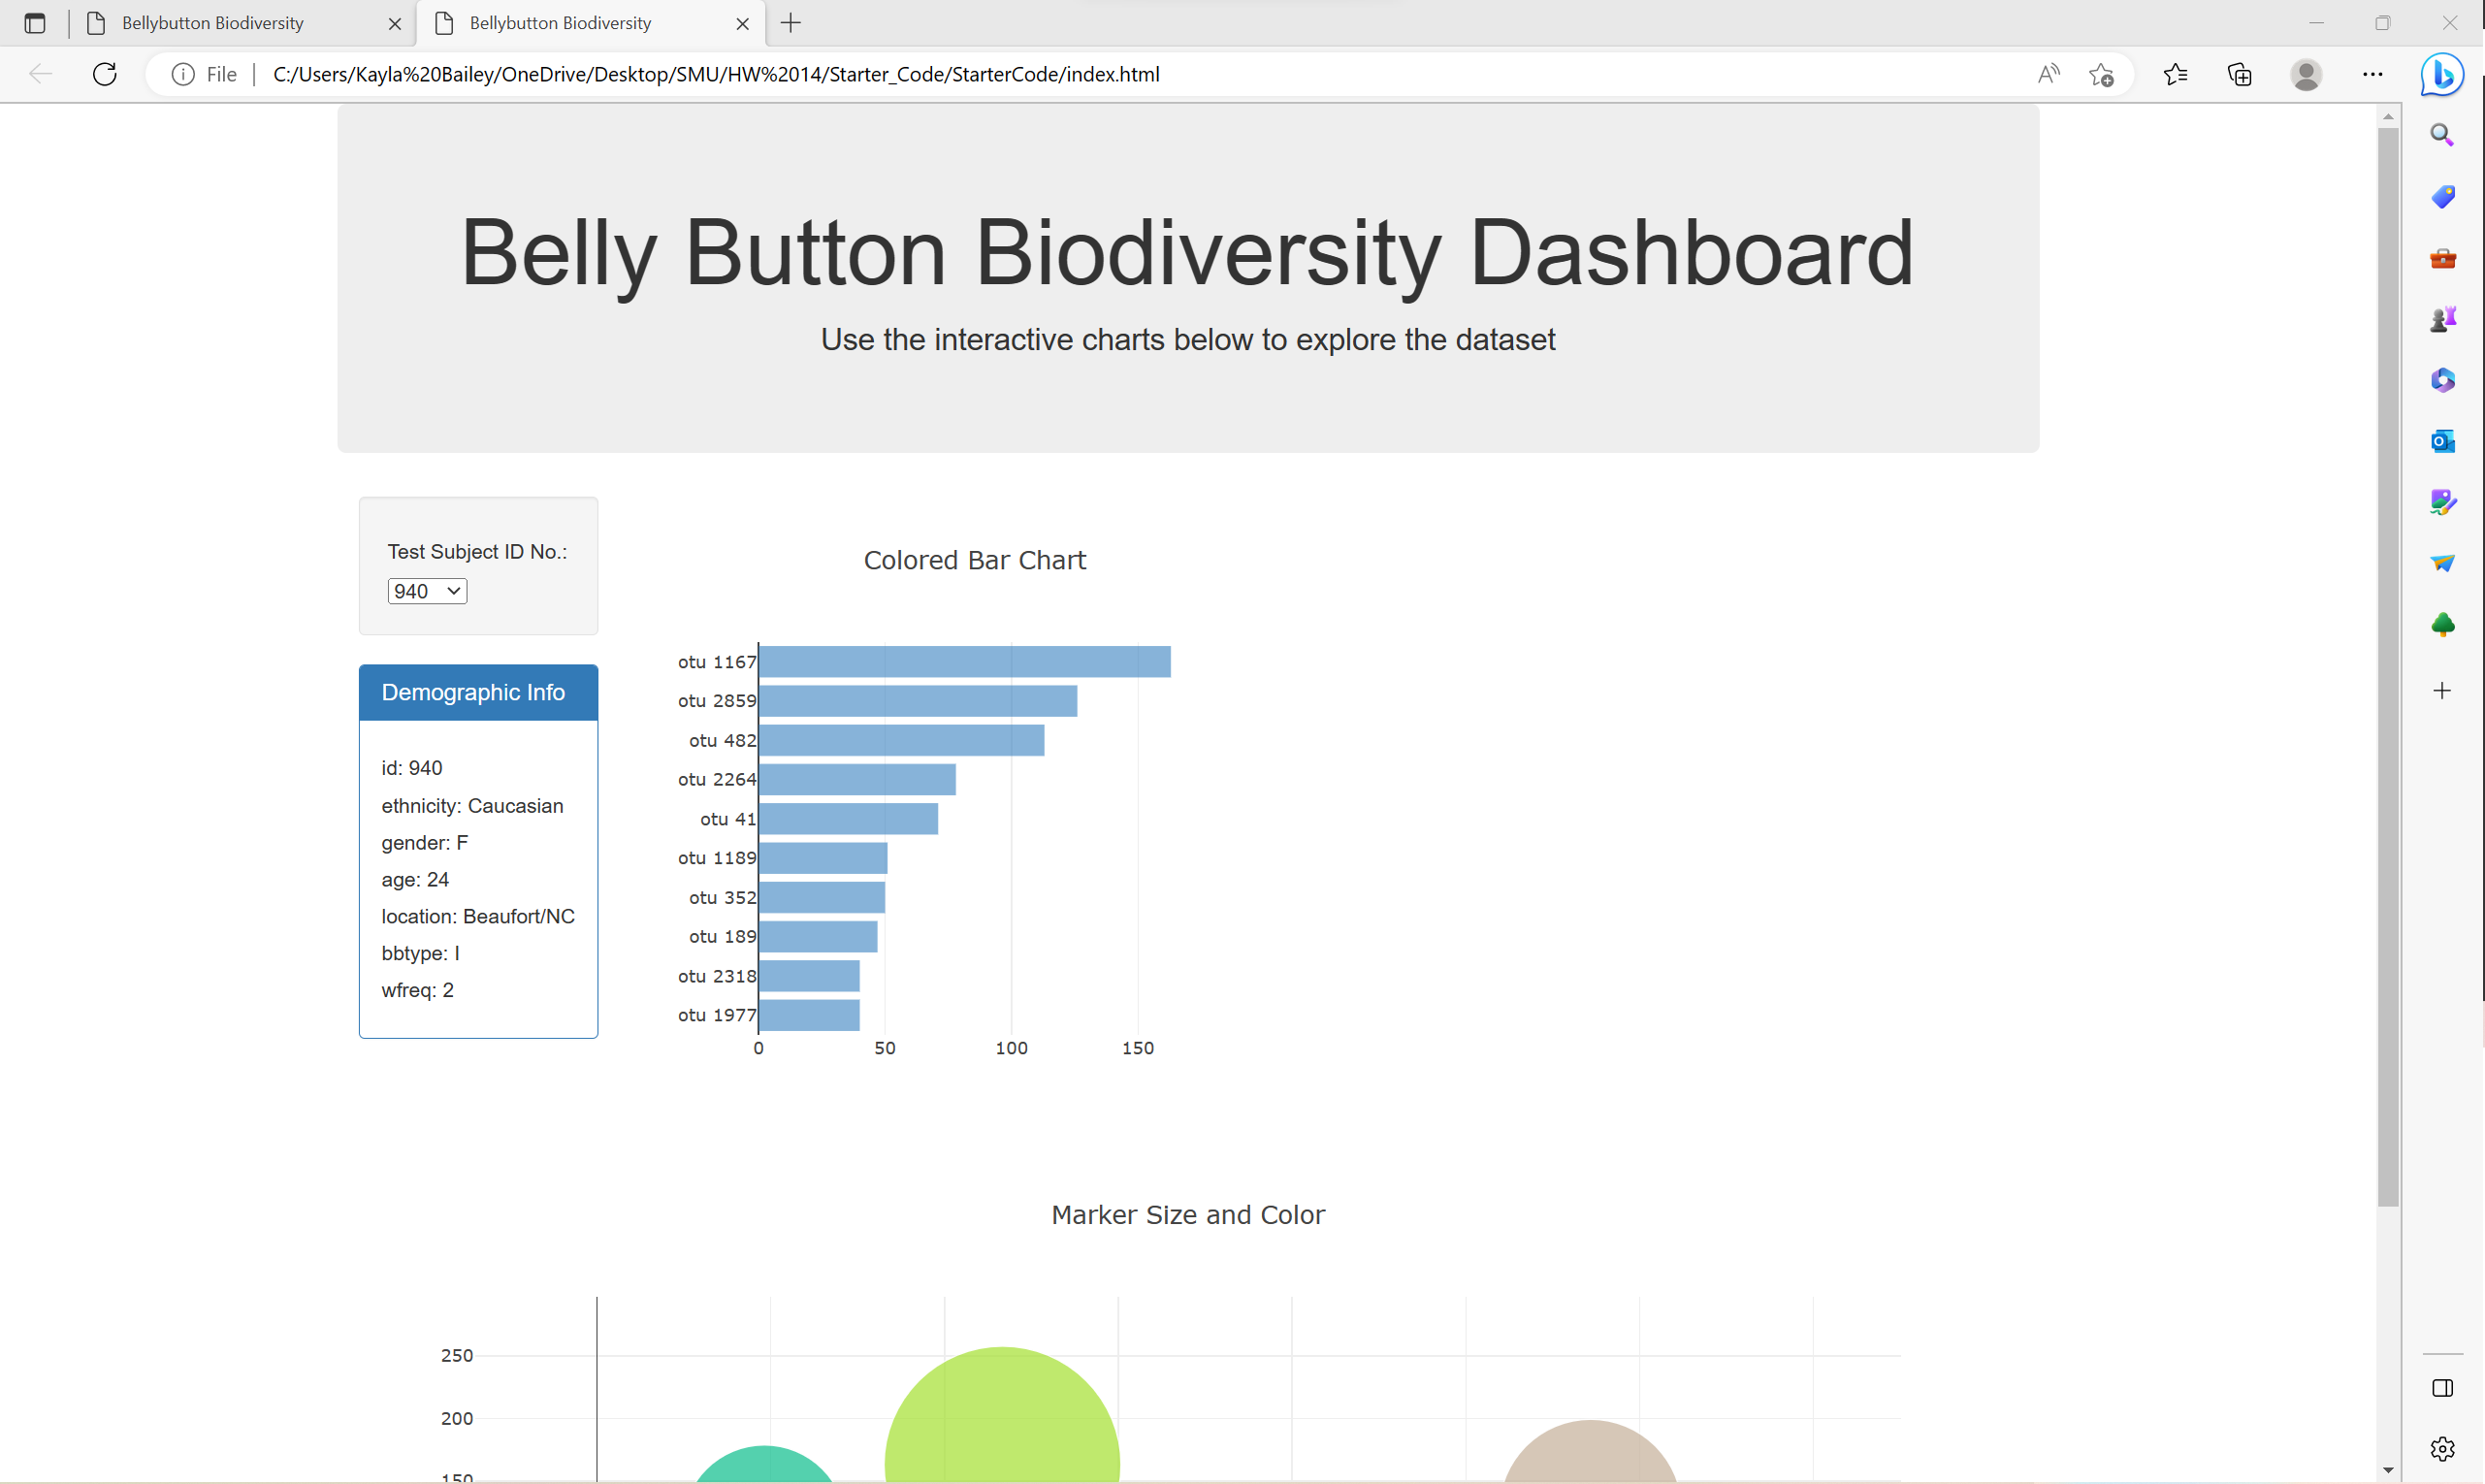 Bellybutton Biodiversity
Bellybutton Biodiversity
File
C:/Users/Kayla%20Bailey/OneDrive/Desktop/SMU/HW%2014/Starter_Code/StarterCode/index.html
Belly Button Biodiversity Dashboard
Use the interactive charts below to explore the dataset
Test Subject ID No.:
940
Demographic Info
id: 940
ethnicity: Caucasian
gender: F
age: 24
location: Beaufort/NC
bbtype: I
wfreq: 2
Colored Bar Chart
otu 1167
otu 2859
otu 482
otu 2264
otu 41
otu 1189
otu 352
otu 189
otu 2318
otu 1977
0 50 100 150
Marker Size and Color
250
200
150